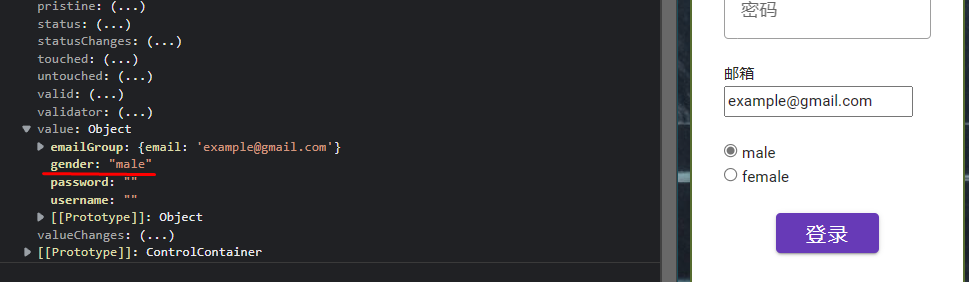 pristine: (...)
status: (...)
statusChanges: (...)
touched: (...)
untouched: (...)
valid: (...)
validator: (...)
value: Object
emailGroup: {email: 'example@gmail.com'}
gender: "male"
password: ""
username: ""
[[Prototype]]: Object
valueChanges: (...)
[[Prototype]]: ControlContainer
密码
邮箱
example@gmail.com
male
female
登录